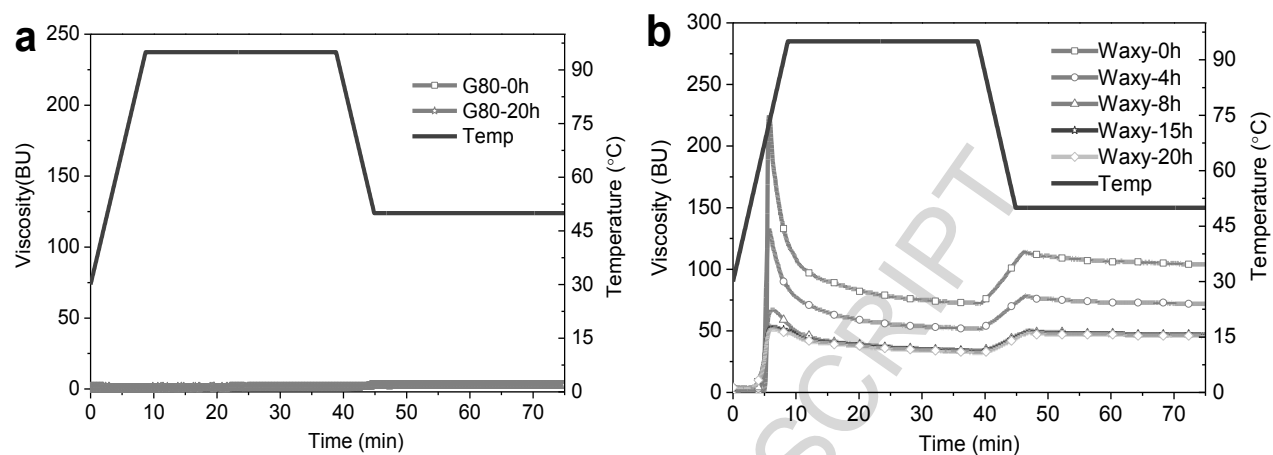 a
250
200
150
100
50
0
Viscosity(BU)
G80-0h
G80-20h
Temp
90
75
60
45
30
15
0
Temperature (°C)
0 10 20 30 40 50 60 70
Time (min)
b
300
250
200
150
100
50
0
Viscosity (BU)
Waxy-0h
Waxy-4h
Waxy-8h
Waxy-15h
Waxy-20h
Temp
90
75
60
45
30
15
0
Temperature (°C)
0 10 20 30 40 50 60 70
Time (min)
SCRIPT